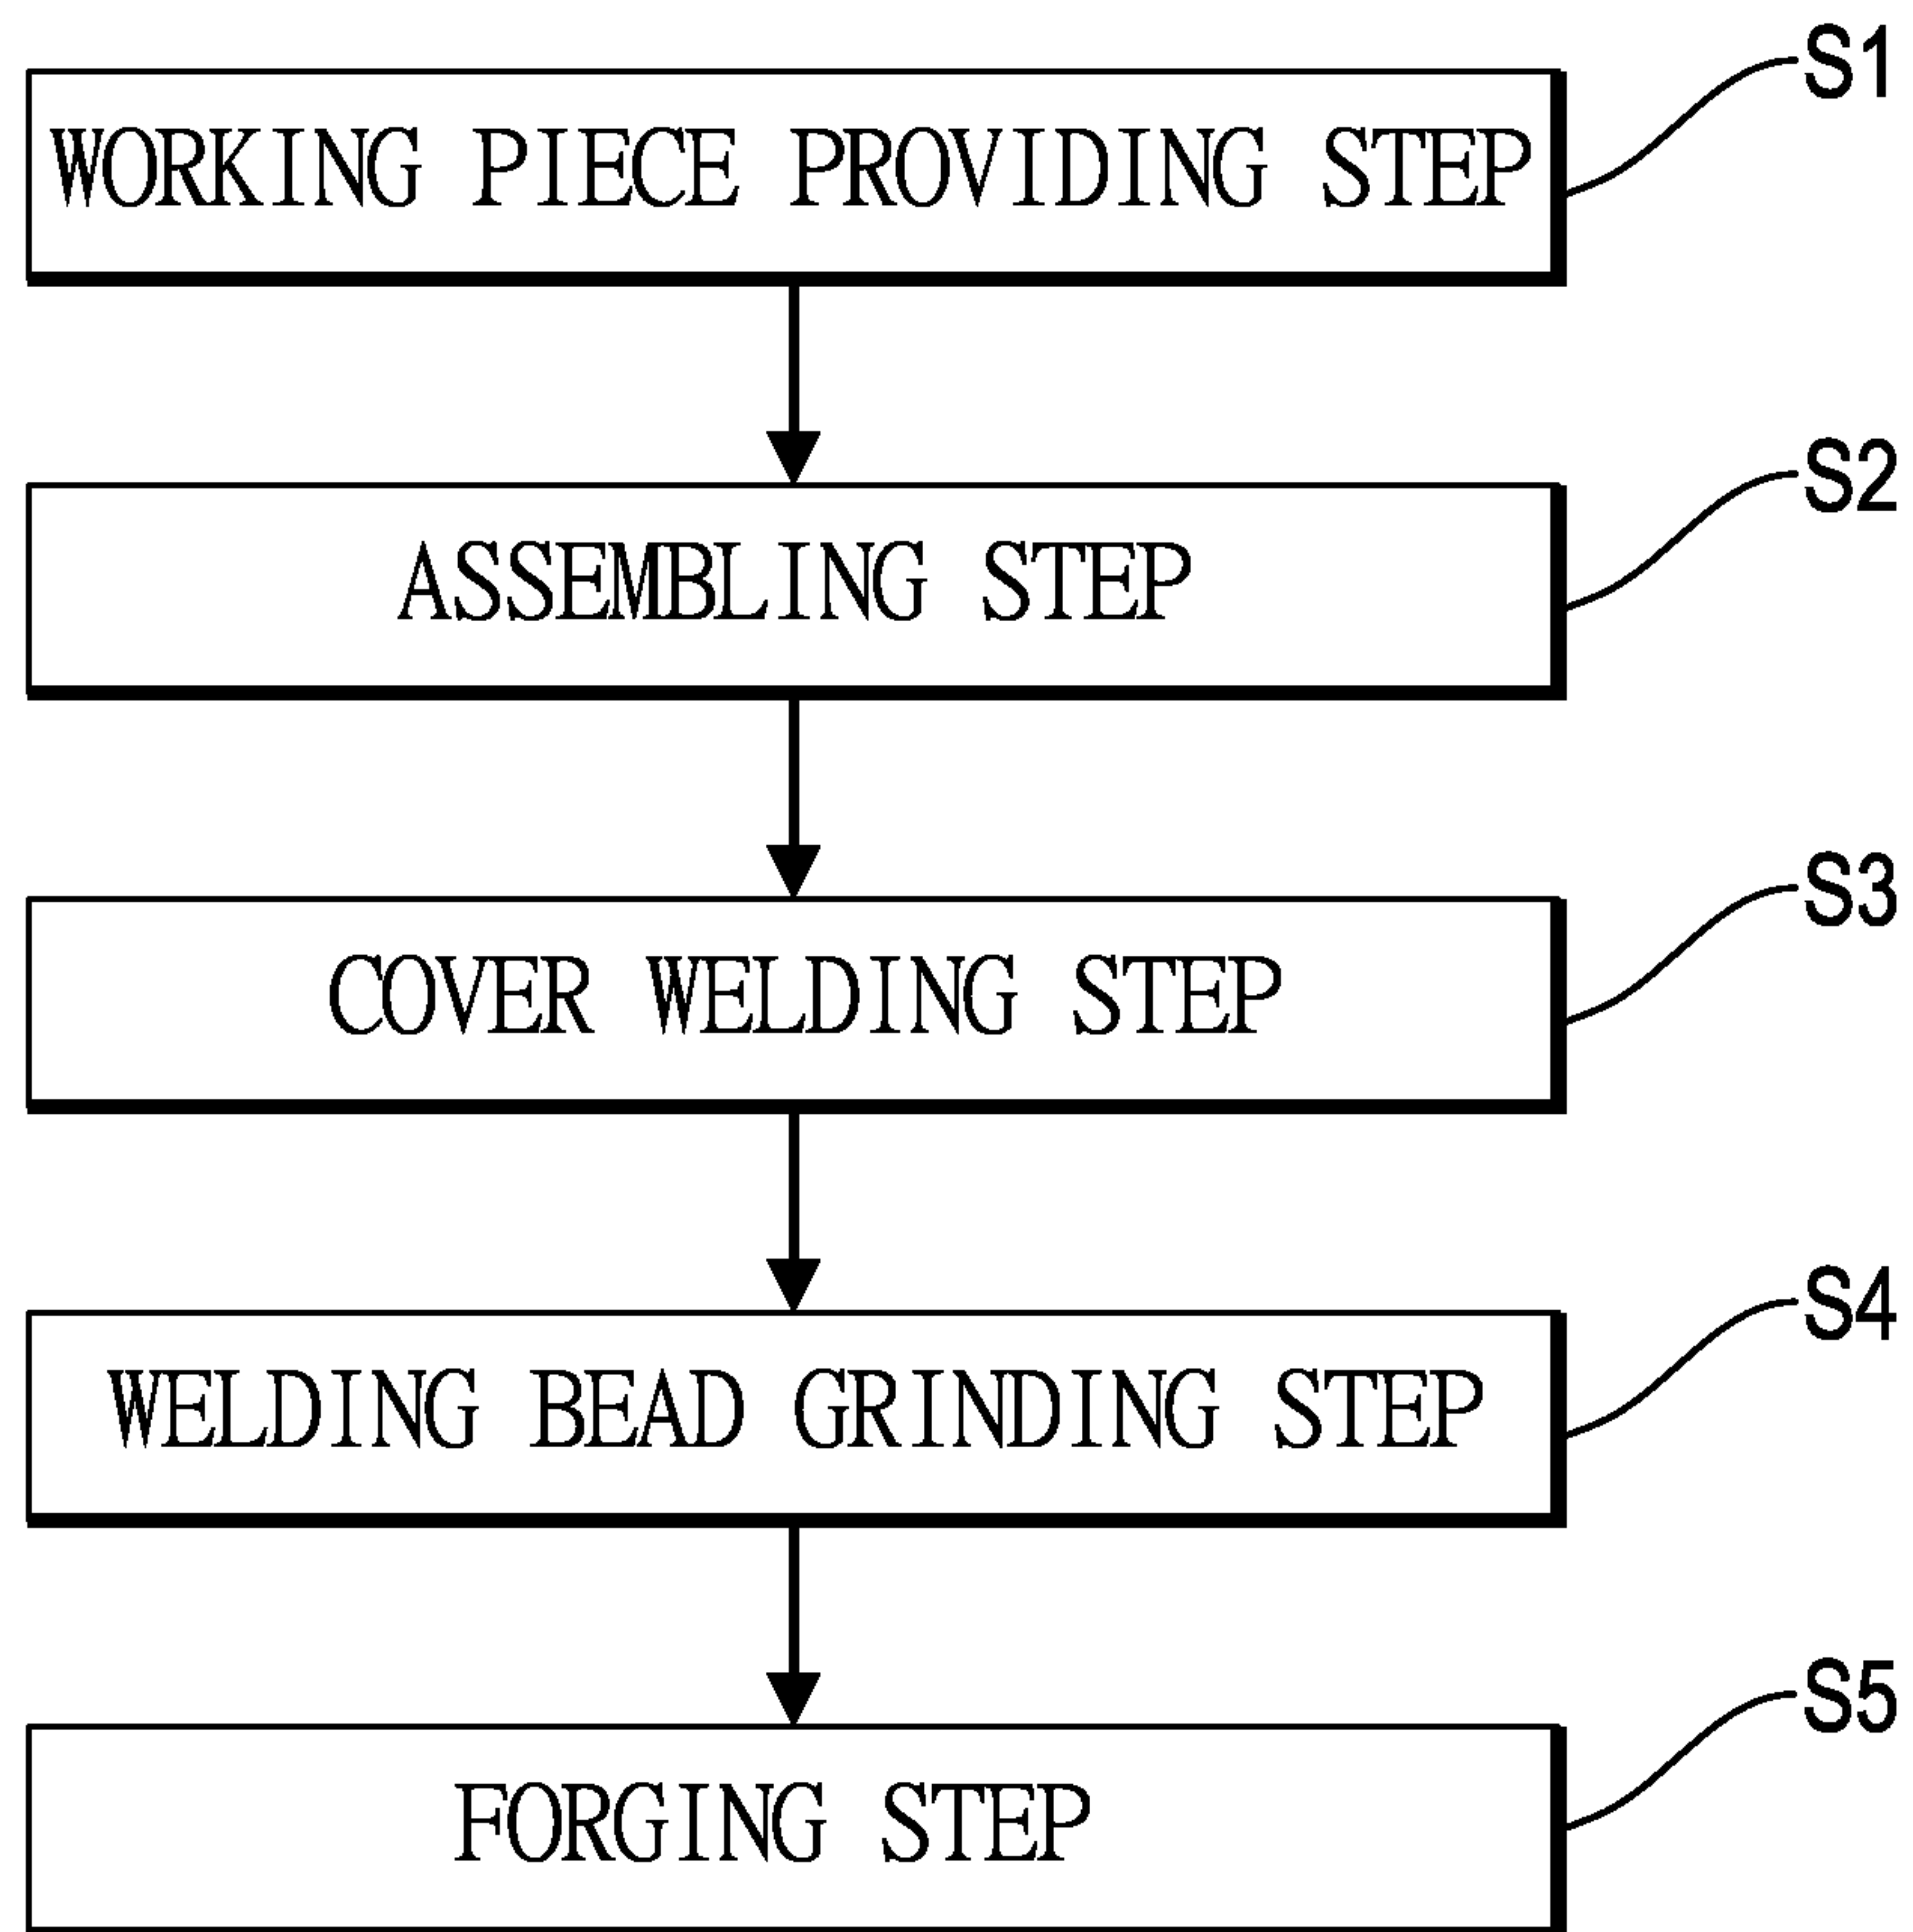 S1
WORKING PIECE PROVIDING STEP
S2
ASSEMBLING STEP
S3
COVER WELDING STEP
S4
WELDING BEAD GRINDING STEP
S5
FORGING STEP